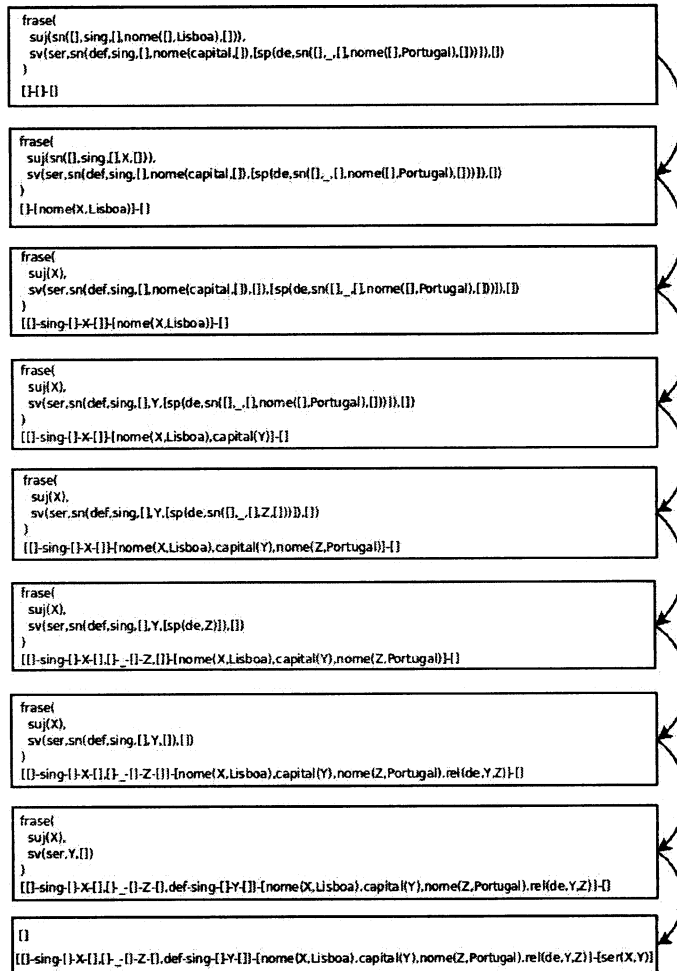 frase(
suj(sn([],sing,[],nome([],Lisboa),[])),
sv(ser,sn(def,sing,[],nome(capital,[]),[sp(de,sn([],_,[],nome([],Portugal),[]))]),[])
)
[]-[]-[]
frase(
suj(sn([],sing,[],X,[])),
sv(ser,sn(def,sing,[],nome(capital,[]),[sp(de,sn([],_,[],nome([],Portugal),[]))]),[])
)
[]-[nome(X,Lisboa)]-[]
frase(
suj(X),
sv(ser,sn(def,sing,[],nome(capital,[]),[]),[sp(de,sn([],_,[],nome([],Portugal),[]))]),[])
)
[[]-sing-[]-X-[]]-[nome(X,Lisboa)]-[]
frase(
suj(X),
sv(ser,sn(def,sing,[],Y,[sp(de,sn([],_,[],nome([],Portugal),[]))]),[])
)
[[]-sing-[]-X-[]]-[nome(X,Lisboa),capital(Y)]-[]
frase(
suj(X),
sv(ser,sn(def,sing,[],Y,[sp(de,sn([],_,[],Z,[]))]),[])
)
[[]-sing-[]-X-[]]-[nome(X,Lisboa),capital(Y),nome(Z,Portugal)]-[]
frase(
suj(X),
sv(ser,sn(def,sing,[],Y,[sp(de,Z)]),[])
)
[[]-sing-[]-X-[],[]-_-[]-Z,[]]-[nome(X,Lisboa),capital(Y),nome(Z,Portugal)]-[]
frase(
suj(X),
sv(ser,sn(def,sing,[],Y,[]),[])
)
[[]-sing-[]-X-[],[]-_-[]-Z-[]]-[nome(X,Lisboa),capital(Y),nome(Z,Portugal).rel(de,Y,Z)]-[]
frase(
suj(X),
sv(ser,Y,[])
)
[[]-sing-[]-X-[],[]-_-[]-Z-[],def-sing-[]-Y-[]]-[nome(X,Lisboa).capital(Y),nome(Z,Portugal).rel(de,Y,Z)]-[]
[]
[[]-sing-[]-X-[],[]-_-[]-Z-[],def-sing-[]-Y-[]]-[nome(X,Lisboa).capital(Y),nome(Z,Portugal).rel(de,Y,Z)]-[ser(X,Y)]